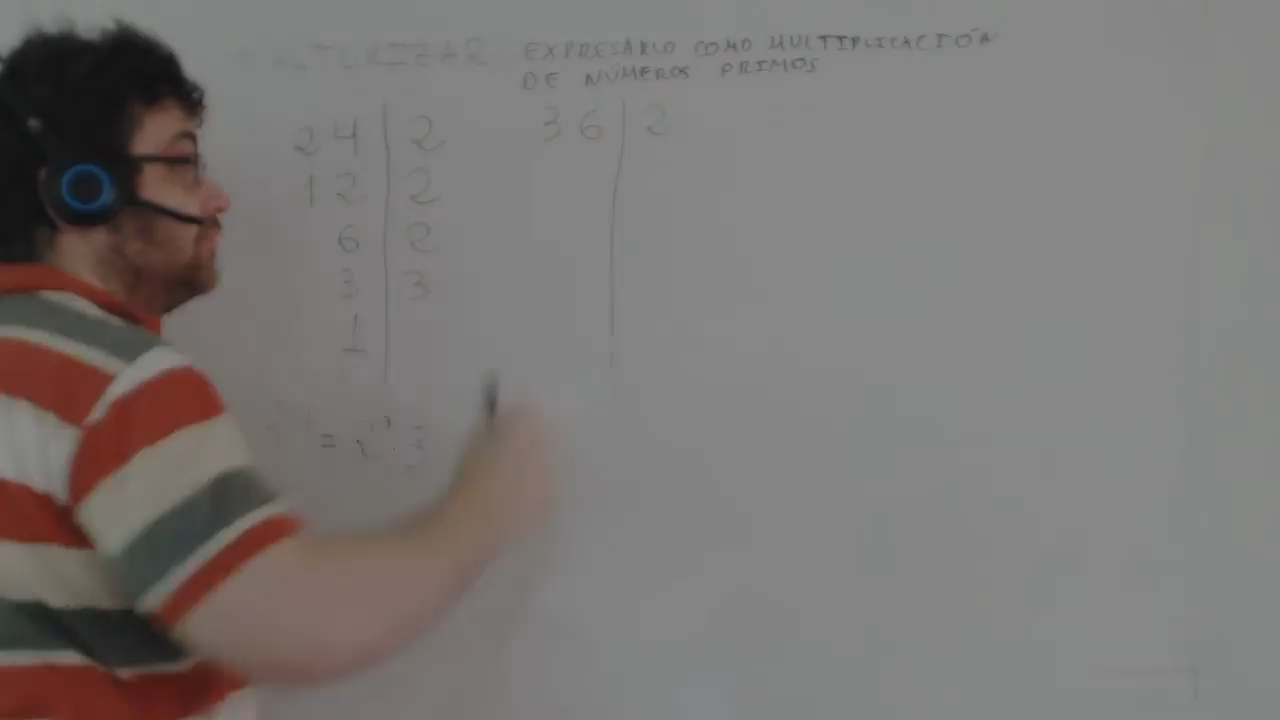 EXPRESARLO COMO MULTIPLICACIÓN
DE NÚMEROS PRIMOS
24 | 2
12 | 2
6 | 2
3 | 3
1
36 | 2